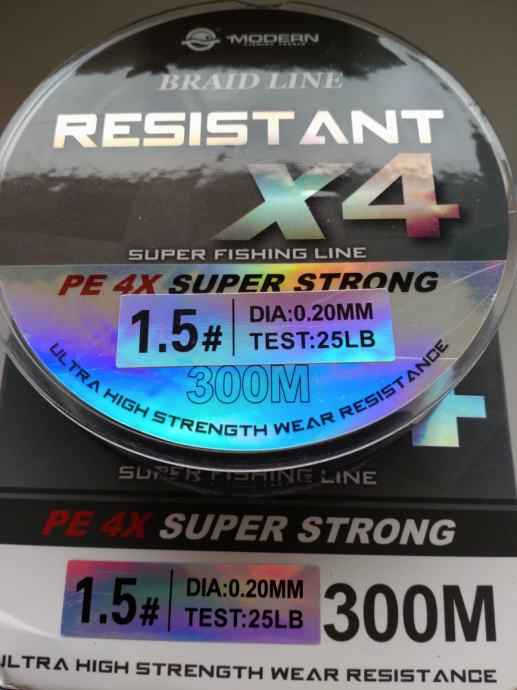 MODERN
FISHING TACKLE
BRAID LINE
RESISTANT
X4
SUPER FISHING LINE
PE 4X SUPER STRONG
1.5#
DIA:0.20MM
TEST:25LB
300M
ULTRA HIGH STRENGTH WEAR RESISTANCE
SUPER FISHING LINE
PE 4X SUPER STRONG
1.5#
DIA:0.20MM
TEST:25LB
300M
ULTRA HIGH STRENGTH WEAR RESISTANCE